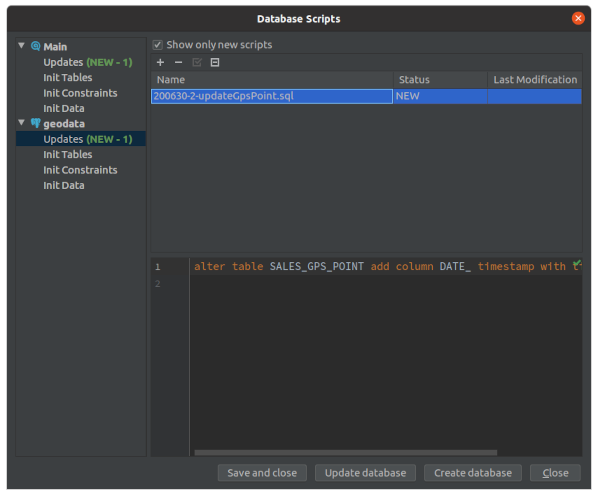 Database Scripts
Main
Updates (NEW - 1)
Init Tables
Init Constraints
Init Data
geodata
Updates (NEW - 1)
Init Tables
Init Constraints
Init Data
Show only new scripts
Name Status Last Modification
200630-2-updateGpsPoint.sql NEW
1 alter table SALES_GPS_POINT add column DATE_ timestamp with
2
Save and close Update database Create database Close